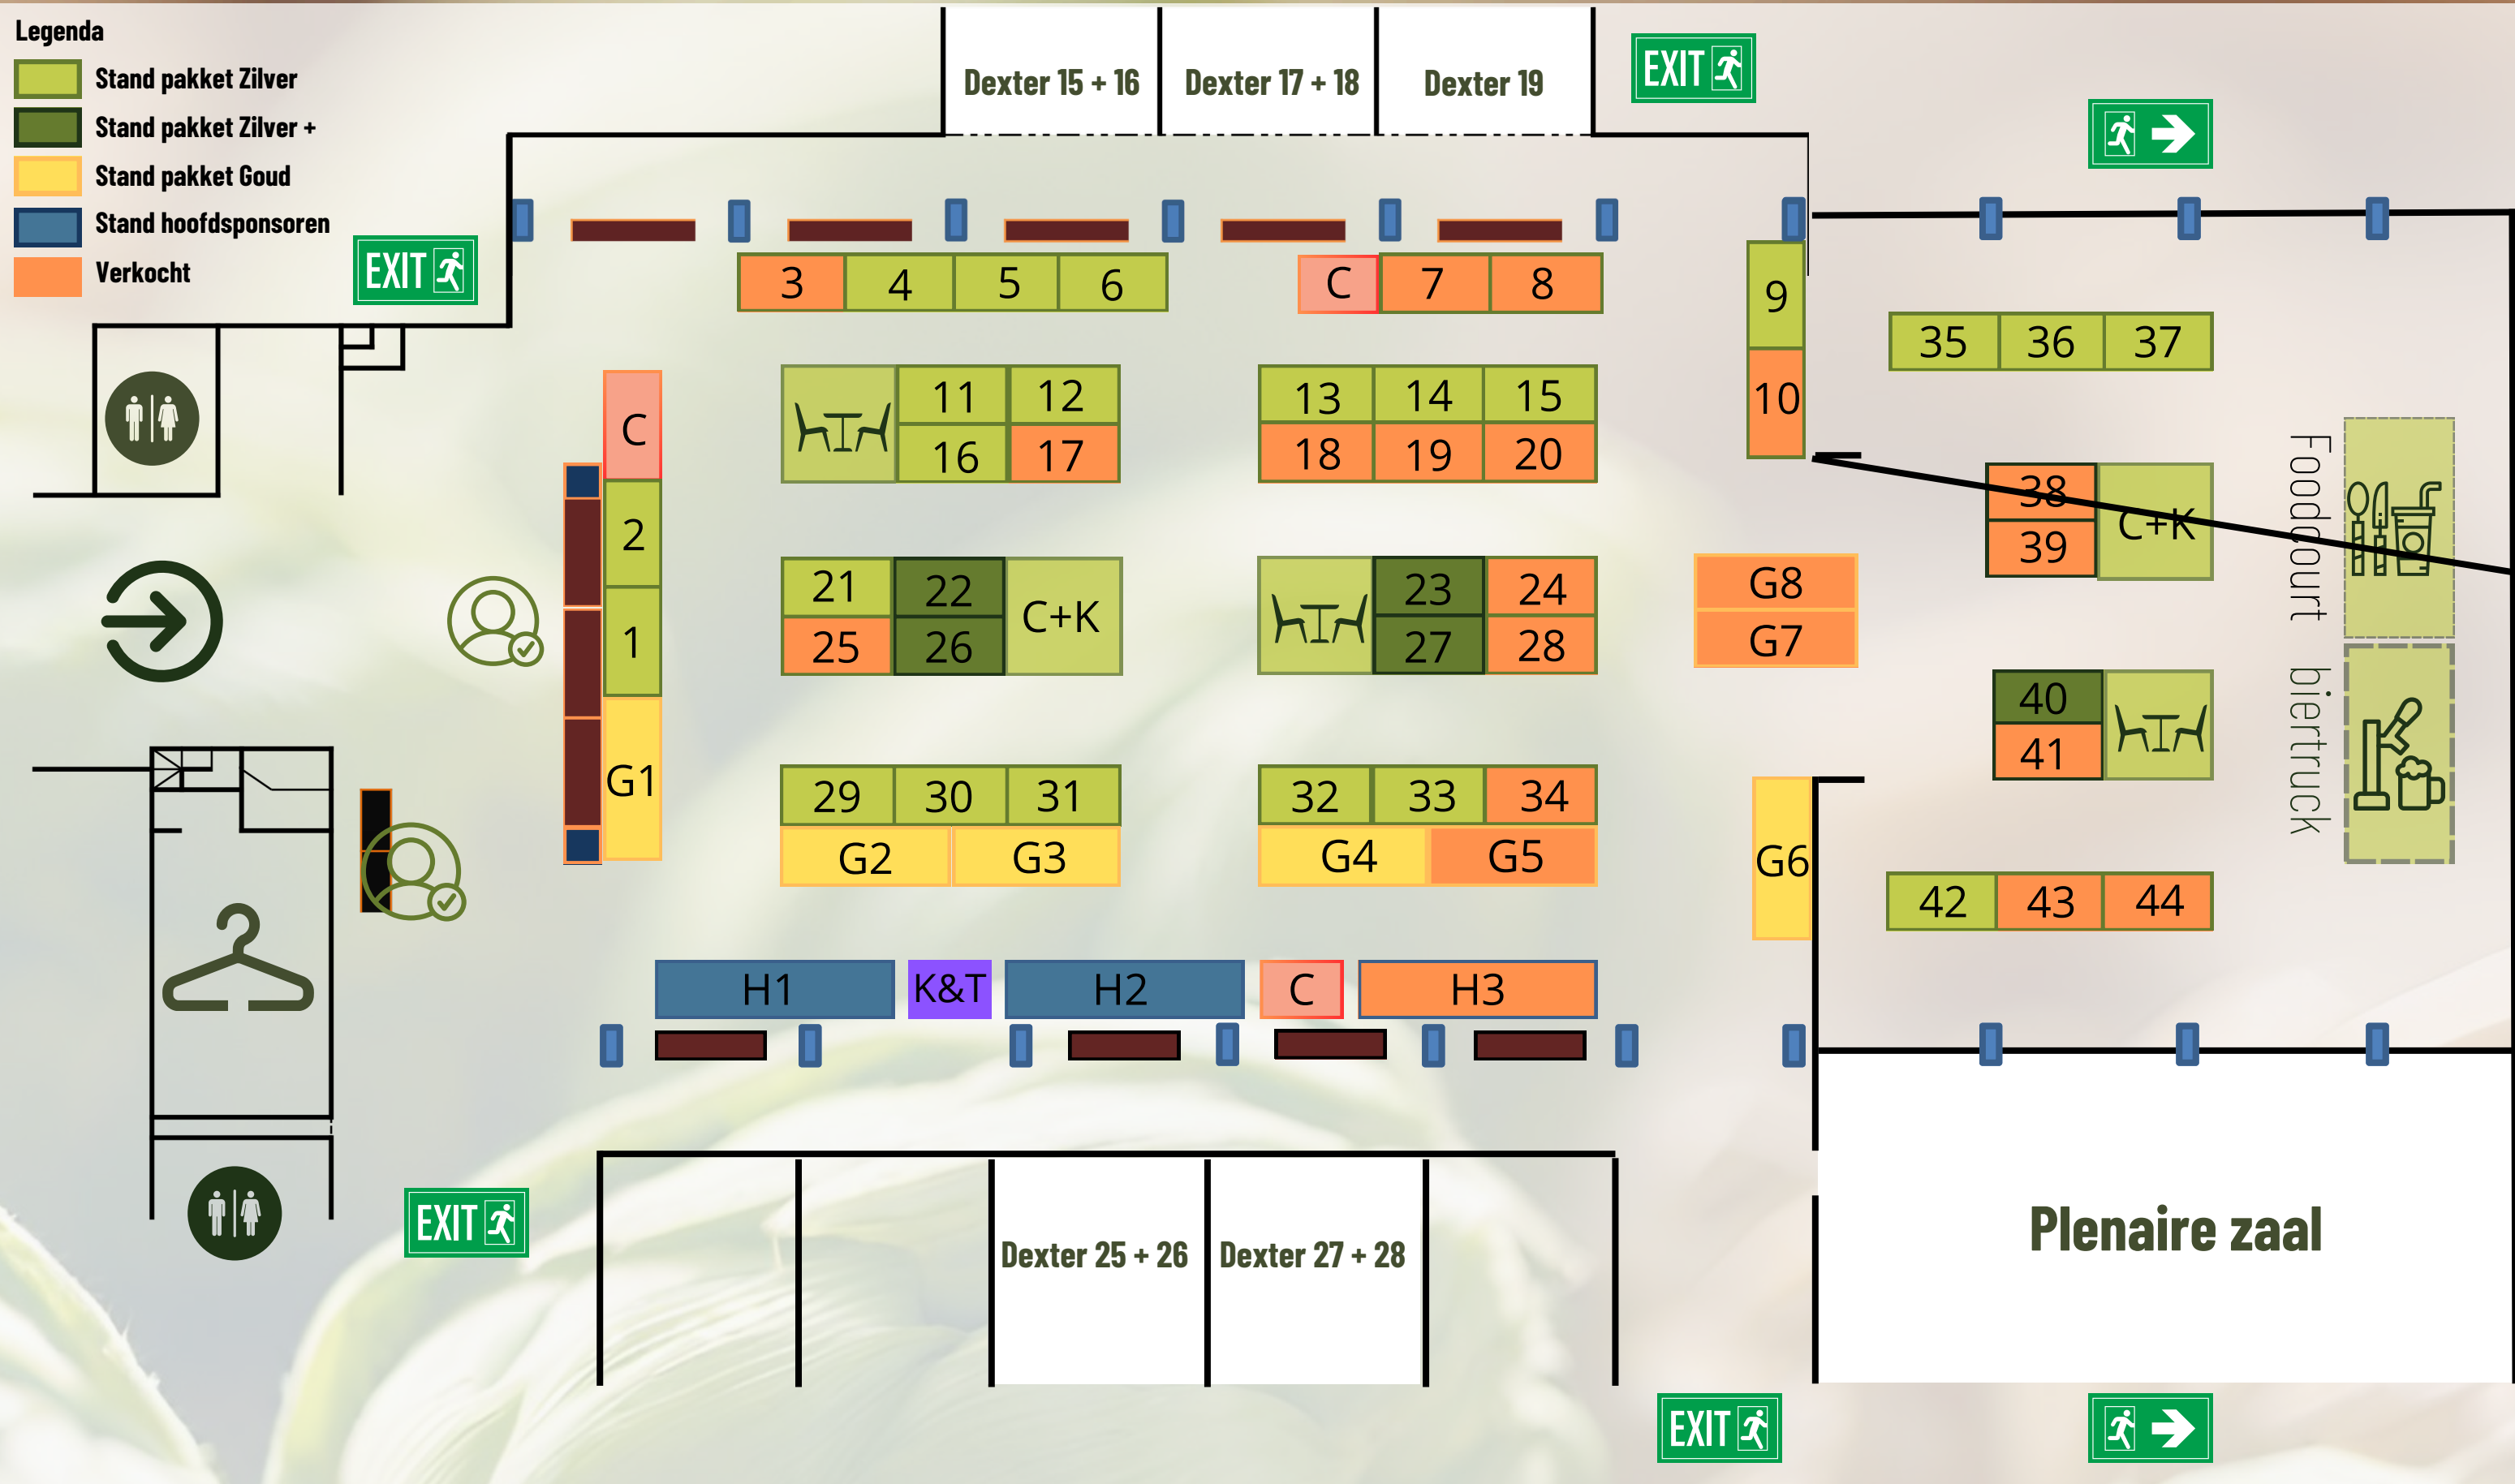 Legenda
Stand pakket Zilver
Stand pakket Zilver +
Stand pakket Goud
Stand hoofdsponsoren
Verkocht
EXIT
Dexter 15 + 16
Dexter 17 + 18
Dexter 19
EXIT
3 4 5 6
C 7 8
9
10
35 36 37
C
2
1
G1
11 12
16 17
13 14 15
18 19 20
38
39
C+K
Foodcourt
21 22
25 26
C+K
23 24
27 28
G8
G7
40
41
biertruck
29 30 31
G2 G3
32 33 34
G4 G5
G6
42 43 44
H1 K&T H2 C H3
EXIT
Dexter 25 + 26
Dexter 27 + 28
Plenaire zaal
EXIT